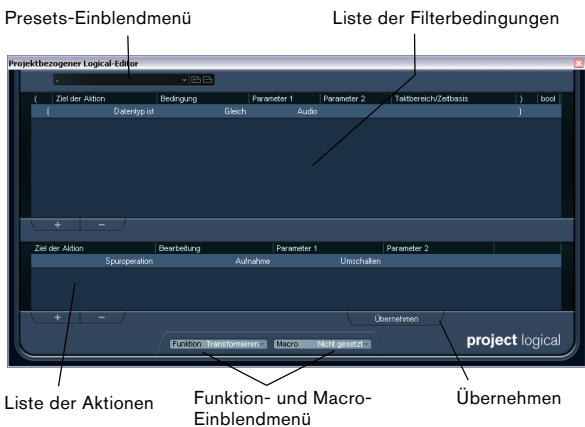 Presets-Einblendmenü
Liste der Filterbedingungen
Projektbezogener Logical-Editor
( Ziel der Aktion Bedingung Parameter 1 Parameter 2 Taktbereich/Zeitbasis ) bool
( Datentyp ist Gleich Audio )
+ −
Ziel der Aktion Bearbeitung Parameter 1 Parameter 2
Spuroperation Aufnahme Umschalten
+ − Übernehmen
Funktion Transformieren Macro Nicht gesetzt
project logical
Liste der Aktionen
Funktion- und Macro-
Einblendmenü
Übernehmen